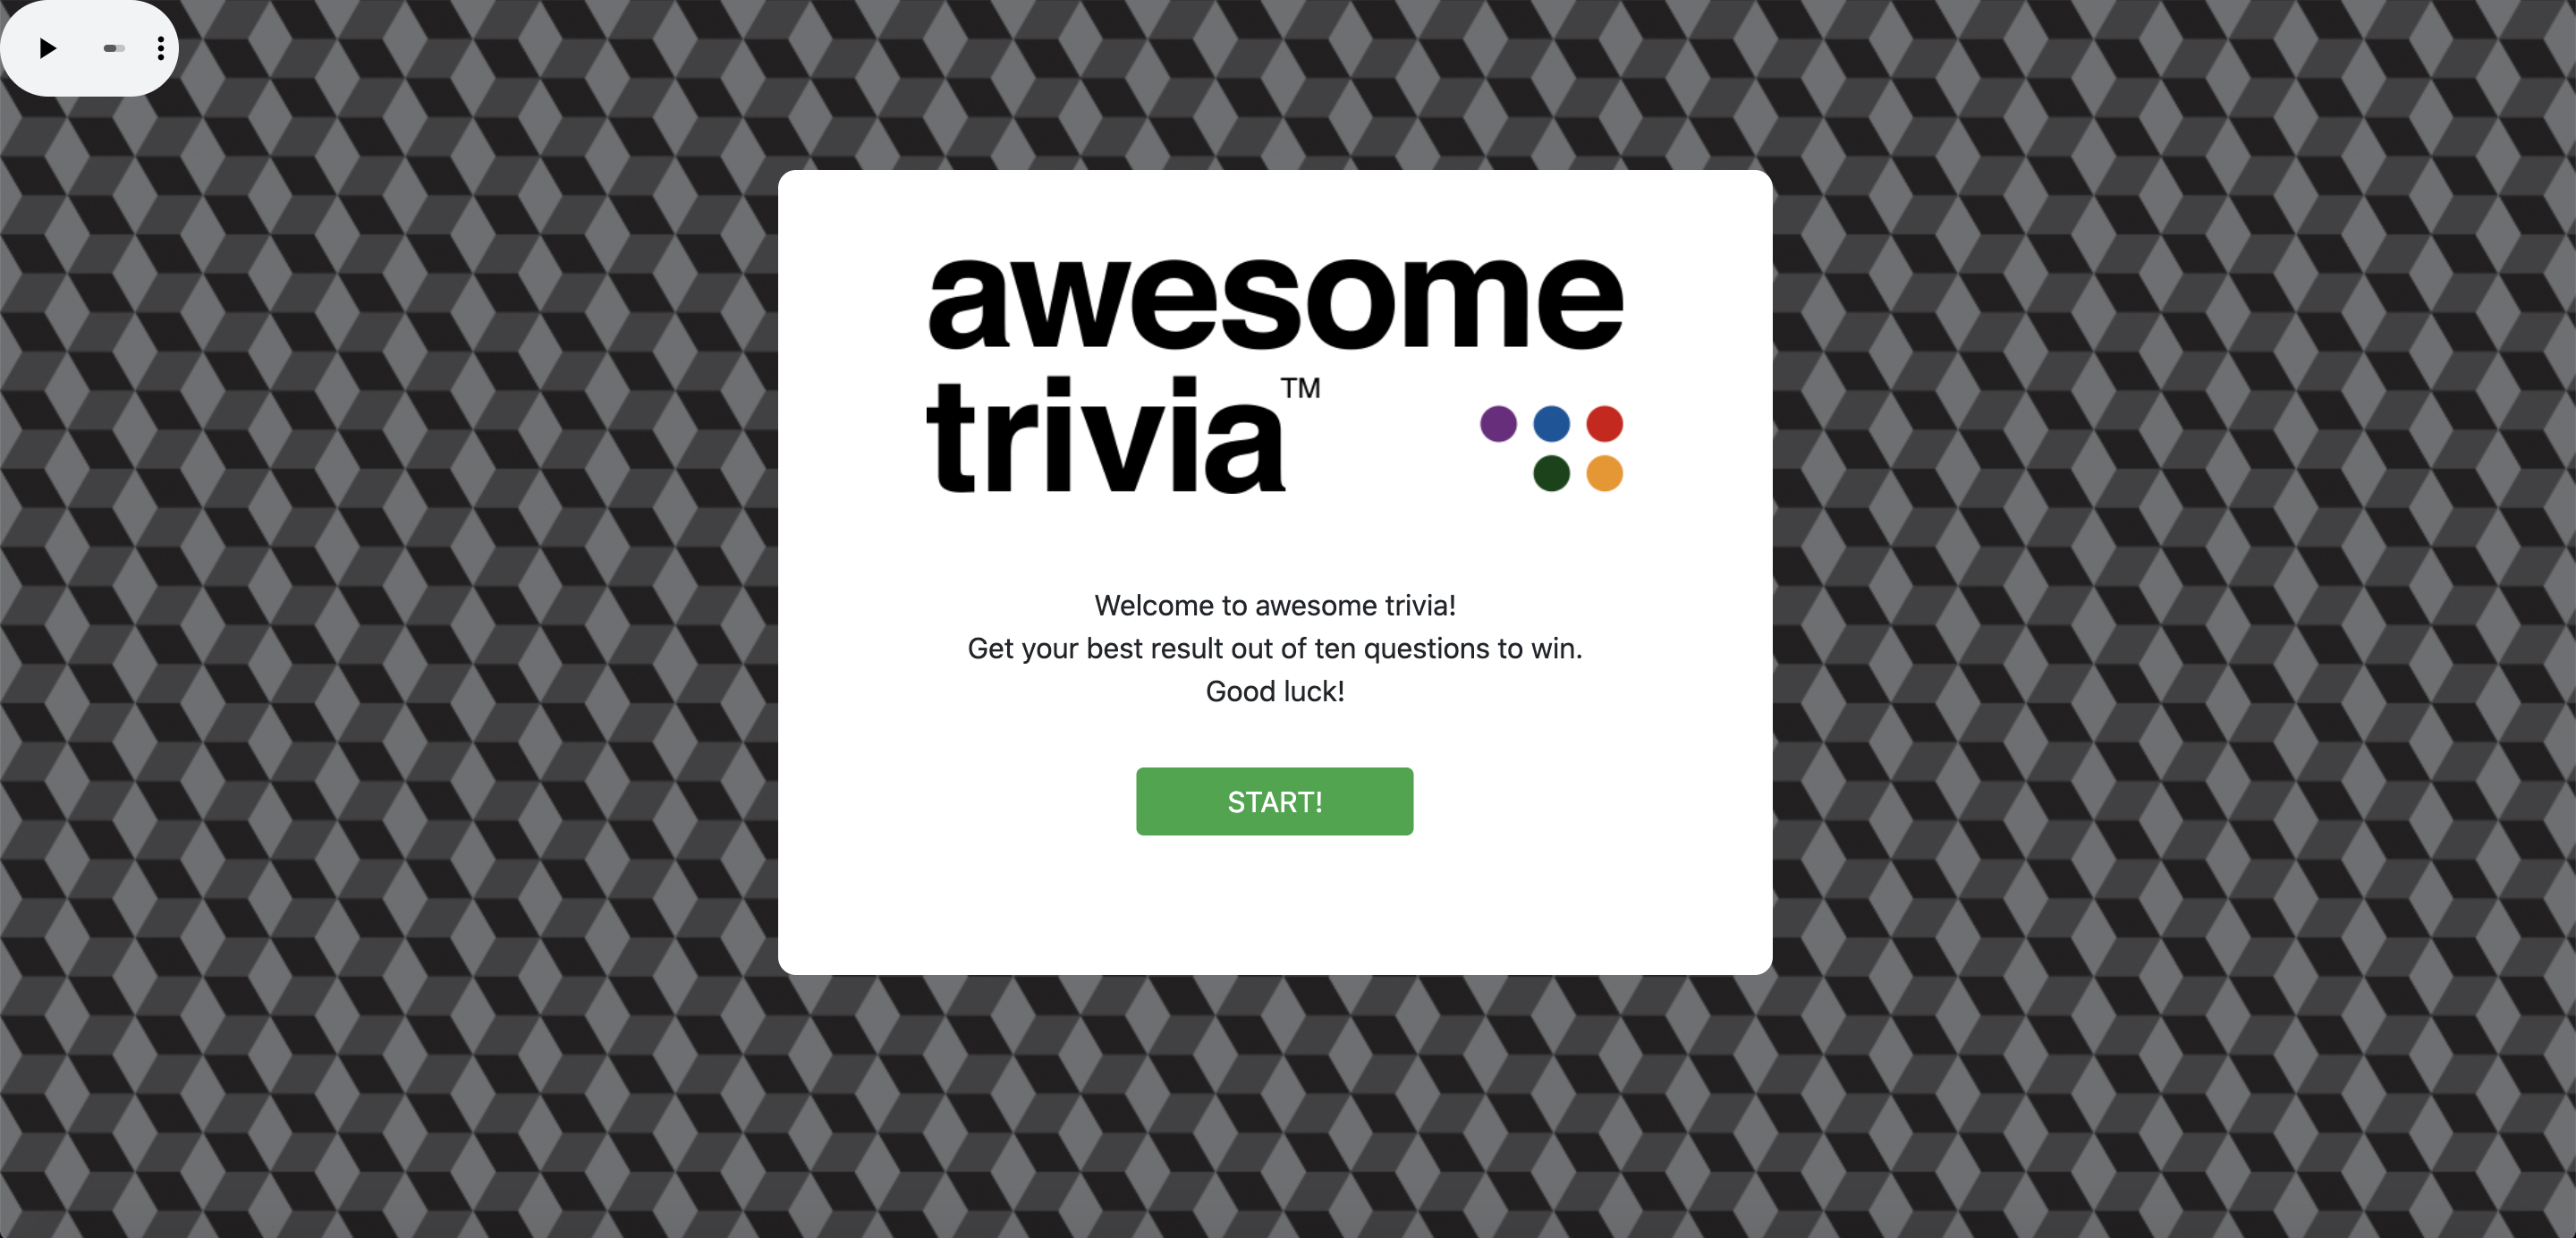 awesome
trivia™
Welcome to awesome trivia!
Get your best result out of ten questions to win.
Good luck!
START!